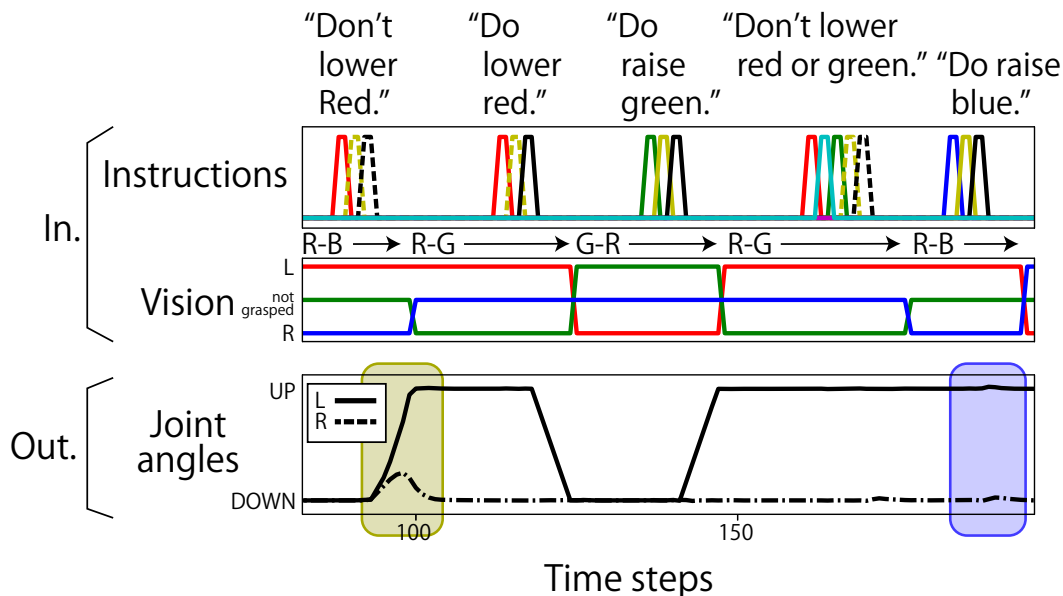 “Don’t lower Red.”
“Do lower red.”
“Do raise green.”
“Don’t lower red or green.”
“Do raise blue.”
In.
Instructions
R-B R-G G-R R-G R-B
Vision
L
not grasped
R
Out.
Joint angles
UP
DOWN
L
R
100 150
Time steps